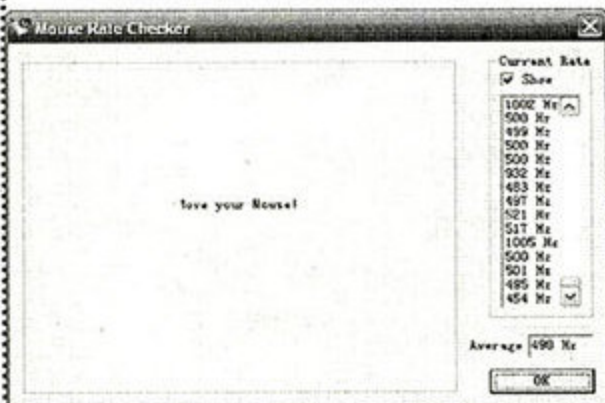 Mouse Rate Checker
Move your Mouse!
Current Rate
Show
1002 Hz
500 Hz
499 Hz
500 Hz
500 Hz
932 Hz
483 Hz
497 Hz
521 Hz
517 Hz
1005 Hz
500 Hz
501 Hz
485 Hz
454 Hz
Average
Hz
OK